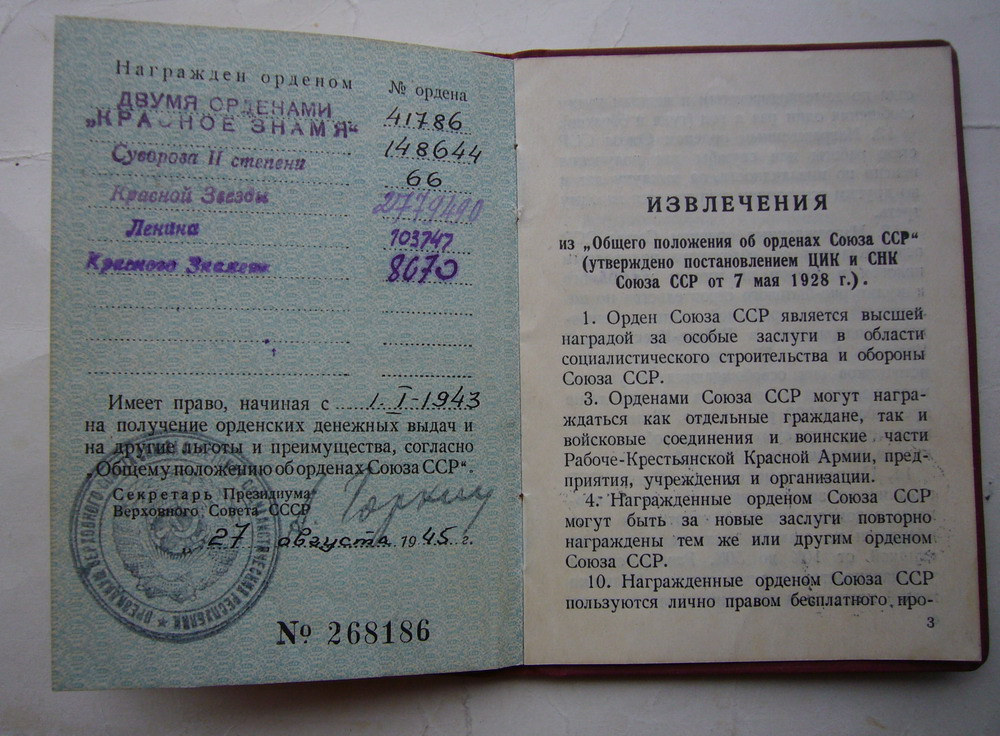 Награжден орденом
№ ордена
ДВУМЯ ОРДЕНАМИ
„КРАСНОЕ ЗНАМЯ“
41786
148644
Суворова II степени
66
Красной Звезды
Ленина
103747
Красного Знамени
8670
Имеет право, начиная с 1.I-1943
на получение орденских денежных выдач и
на другие льготы и преимущества, согласно
„Общему положению об орденах Союза ССР“.
Секретарь Президиума
Верховного Совета СССР
Горкин
27 августа 1945 г.
№ 268186
ИЗВЛЕЧЕНИЯ
из „Общего положения об орденах Союза ССР“
(утверждено постановлением ЦИК и СНК
Союза ССР от 7 мая 1928 г.).
1. Орден Союза ССР является высшей
наградой за особые заслуги в области
социалистического строительства и обороны
Союза ССР.
3. Орденами Союза ССР могут награ-
ждаться как отдельные граждане, так и
войсковые соединения и воинские части
Рабоче-Крестьянской Красной Армии, пред-
приятия, учреждения и организации.
4. Награжденные орденом Союза ССР
могут быть за новые заслуги повторно
награждены тем же или другим орденом
Союза ССР.
10. Награжденные орденом Союза ССР
пользуются лично правом бесплатного про-
3